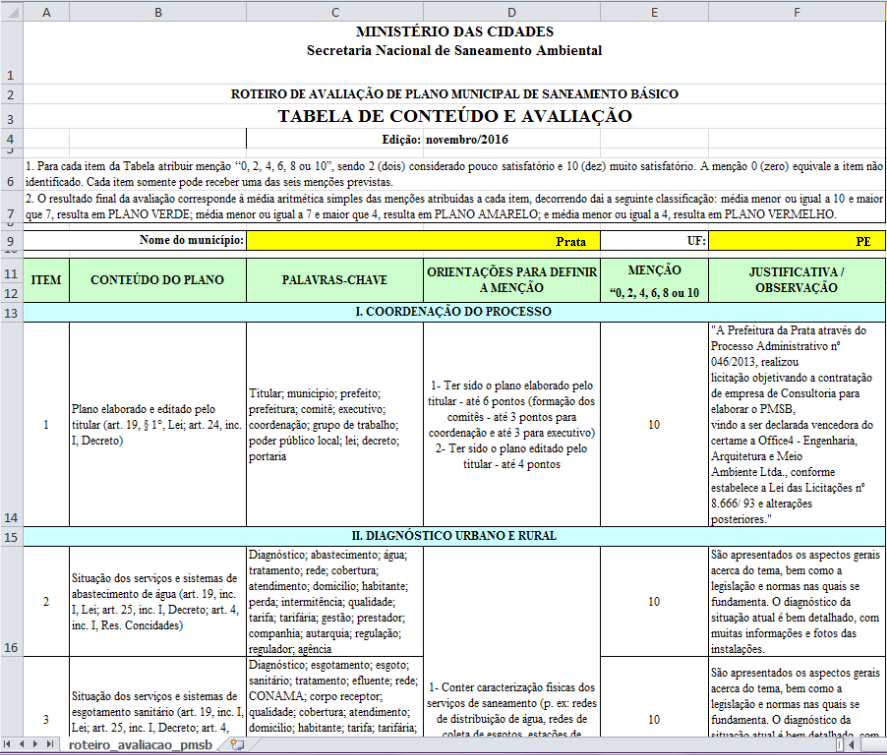 A B C D E F
1
MINISTÉRIO DAS CIDADES
Secretaria Nacional de Saneamento Ambiental
2
ROTEIRO DE AVALIAÇÃO DE PLANO MUNICIPAL DE SANEAMENTO BÁSICO
3
TABELA DE CONTEÚDO E AVALIAÇÃO
4
Edição: novembro/2016
6
1. Para cada item da Tabela atribuir menção “0, 2, 4, 6, 8 ou 10”, sendo 2 (dois) considerado pouco satisfatório e 10 (dez) muito satisfatório. A menção 0 (zero) equivale a item não
identificado. Cada item somente pode receber uma das seis menções previstas.
7
2. O resultado final da avaliação corresponde à média aritmética simples das menções atribuidas a cada item, decorrendo daí a seguinte classificação: média menor ou igual a 10 e maior
que 7, resulta em PLANO VERDE; média menor ou igual a 7 e maior que 4, resulta em PLANO AMARELO; e média menor ou igual a 4, resulta em PLANO VERMELHO.
9
Nome do município: Prata UF: PE
11
12
ITEM
CONTEÚDO DO PLANO
PALAVRAS-CHAVE
ORIENTAÇÕES PARA DEFINIR
A MENÇÃO
MENÇÃO
“0, 2, 4, 6, 8 ou 10
JUSTIFICATIVA /
OBSERVAÇÃO
13
I. COORDENAÇÃO DO PROCESSO
14
1
Plano elaborado e editado pelo
titular (art. 19, § 1º, Lei; art. 24, inc.
I, Decreto)
Titular; município; prefeito;
prefeitura; comitê; executivo;
coordenação; grupo de trabalho;
poder público local; lei; decreto;
portaria
1- Ter sido o plano elaborado pelo
titular - até 6 pontos (formação dos
comitês - até 3 pontos para
coordenação e até 3 para executivo)
2- Ter sido o plano editado pelo
titular - até 4 pontos
10
"A Prefeitura da Prata através do
Processo Administrativo nº
046/2013, realizou
licitação objetivando a contratação
de empresa de Consultoria para
elaborar o PMSB,
vindo a ser declarada vencedora do
certame a Office4 - Engenharia,
Arquitetura e Meio
Ambiente Ltda., conforme
estabelece a Lei das Licitações nº
8.666/ 93 e alterações
posteriores."
15
II. DIAGNÓSTICO URBANO E RURAL
16
2
Situação dos serviços e sistemas de
abastecimento de água (art. 19, inc.
I, Lei; art. 25, inc. I, Decreto; art. 4,
inc. I, Res. Concidades)
Diagnóstico; abastecimento; água;
tratamento; rede; cobertura;
atendimento; domicílio; habitante;
perda; intermitência; qualidade;
tarifa; tarifária; gestão; prestador;
companhia; autarquia; regulação;
regulador; agência
10
São apresentados os aspectos gerais
acerca do tema, bem como a
legislação e normas nas quais se
fundamenta. O diagnóstico da
situação atual é bem detalhado, com
muitas informações e fotos das
instalações.
3
Situação dos serviços e sistemas de
esgotamento sanitário (art. 19, inc. I,
Lei; art. 25, inc. I, Decreto; art. 4,
Diagnóstico; esgotamento; esgoto;
sanitário; tratamento; efluente; rede;
CONAMA; corpo receptor;
qualidade; cobertura; atendimento;
domicílio; habitante; tarifa; tarifária;
1- Conter caracterização físicas dos
serviços de saneamento (p. ex: redes
de distribuição de água, redes de
coleta de esgotos, estações de
10
São apresentados os aspectos gerais
acerca do tema, bem como a
legislação e normas nas quais se
fundamenta. O diagnóstico da
situação atual é bem detalhado, com
roteiro_avaliacao_pmsb